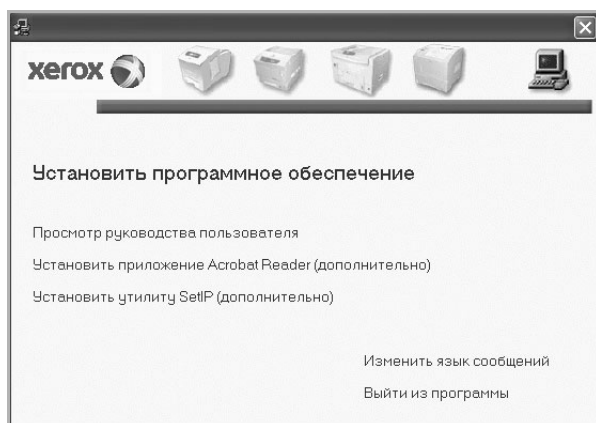 xerox
Установить программное обеспечение
Просмотр руководства пользователя
Установить приложение Acrobat Reader (дополнительно)
Установить утилиту SetIP (дополнительно)
Изменить язык сообщений
Выйти из программы